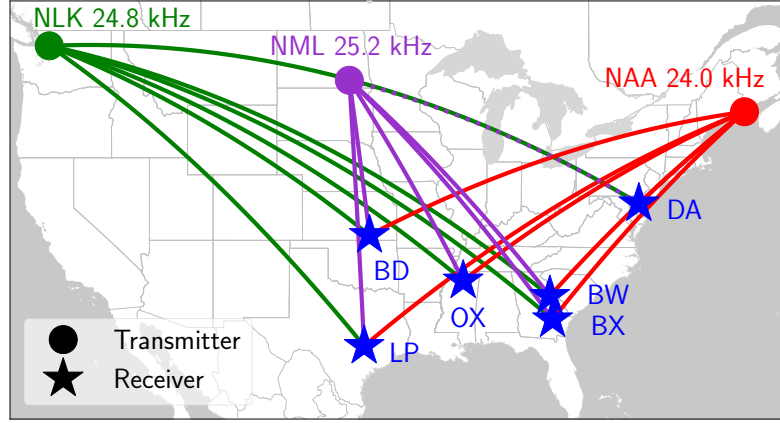 NLK 24.8 kHz
NML 25.2 kHz
NAA 24.0 kHz
DA
BD
BW
OX
BX
LP
Transmitter
Receiver